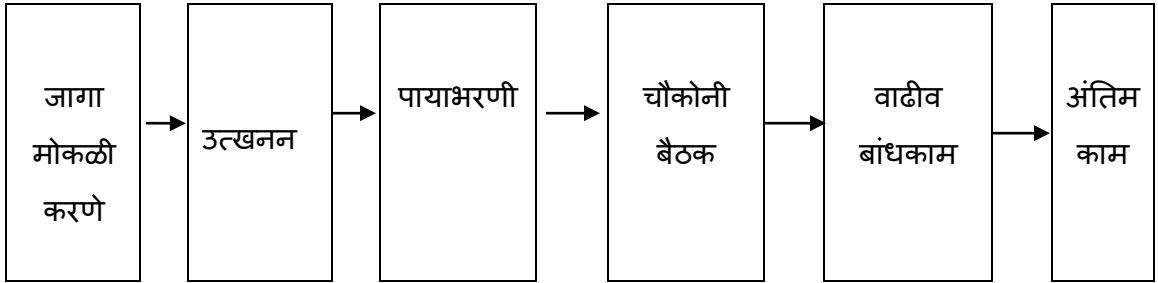 जागा
मोकळी
करणे
उत्खनन
पायाभरणी
चौकोनी
बैठक
वाढीव
बांधकाम
अंतिम
काम